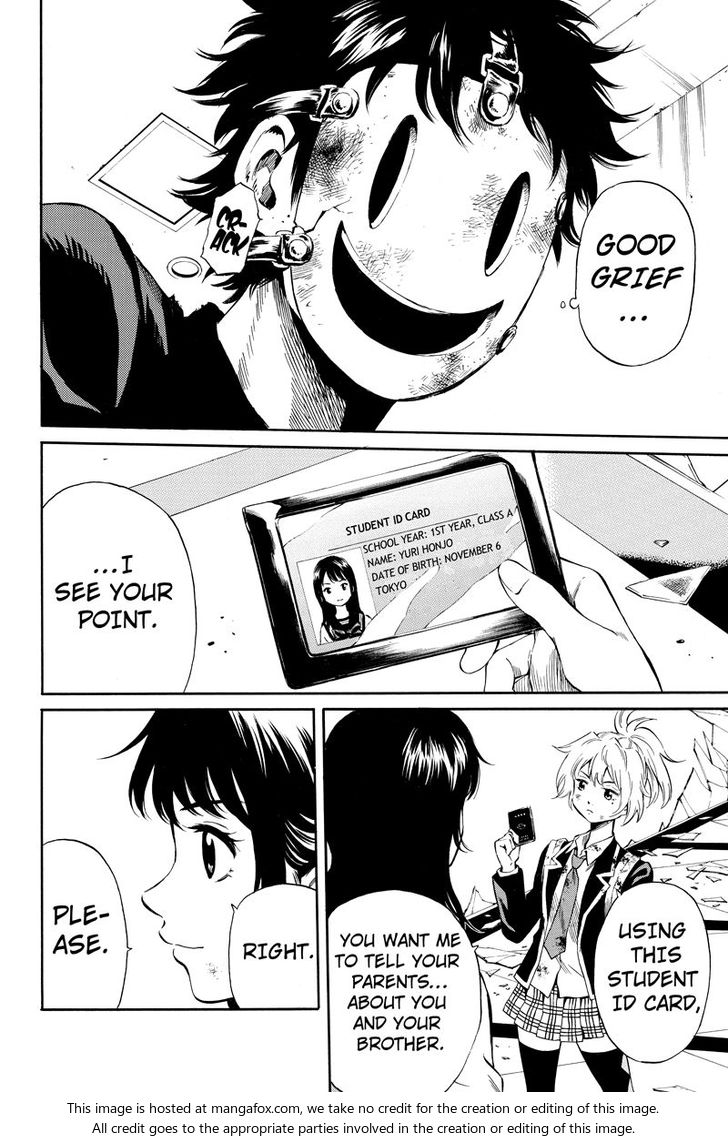 GOOD
GRIEF
...
CR-
ACK
STUDENT ID CARD
SCHOOL YEAR: 1ST YEAR, CLASS A
NAME: YURI HONJO
DATE OF BIRTH: NOVEMBER 6
TOKYO
...I
SEE YOUR
POINT.
USING
THIS
STUDENT
ID CARD,
YOU WANT ME
TO TELL YOUR
PARENTS...
ABOUT YOU
AND YOUR
BROTHER.
RIGHT.
PLE-
ASE.
This image is hosted at mangafox.com, we take no credit for the creation or editing of this image.
All credit goes to the appropriate parties involved in the creation or editing of this image.